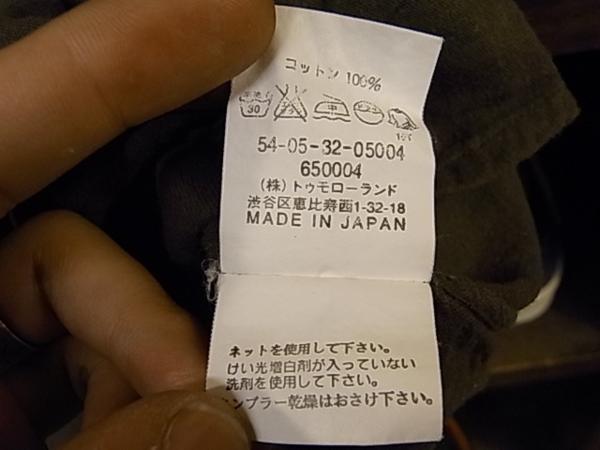 コットン 100%
30
中
54-05-32-05004
650004
(株)トゥモローランド
渋谷区恵比寿西1-32-18
MADE IN JAPAN
ネットを使用して下さい。
けい光増白剤が入っていない
洗剤を使用して下さい。
ンブラー乾燥はおさけ下さい。